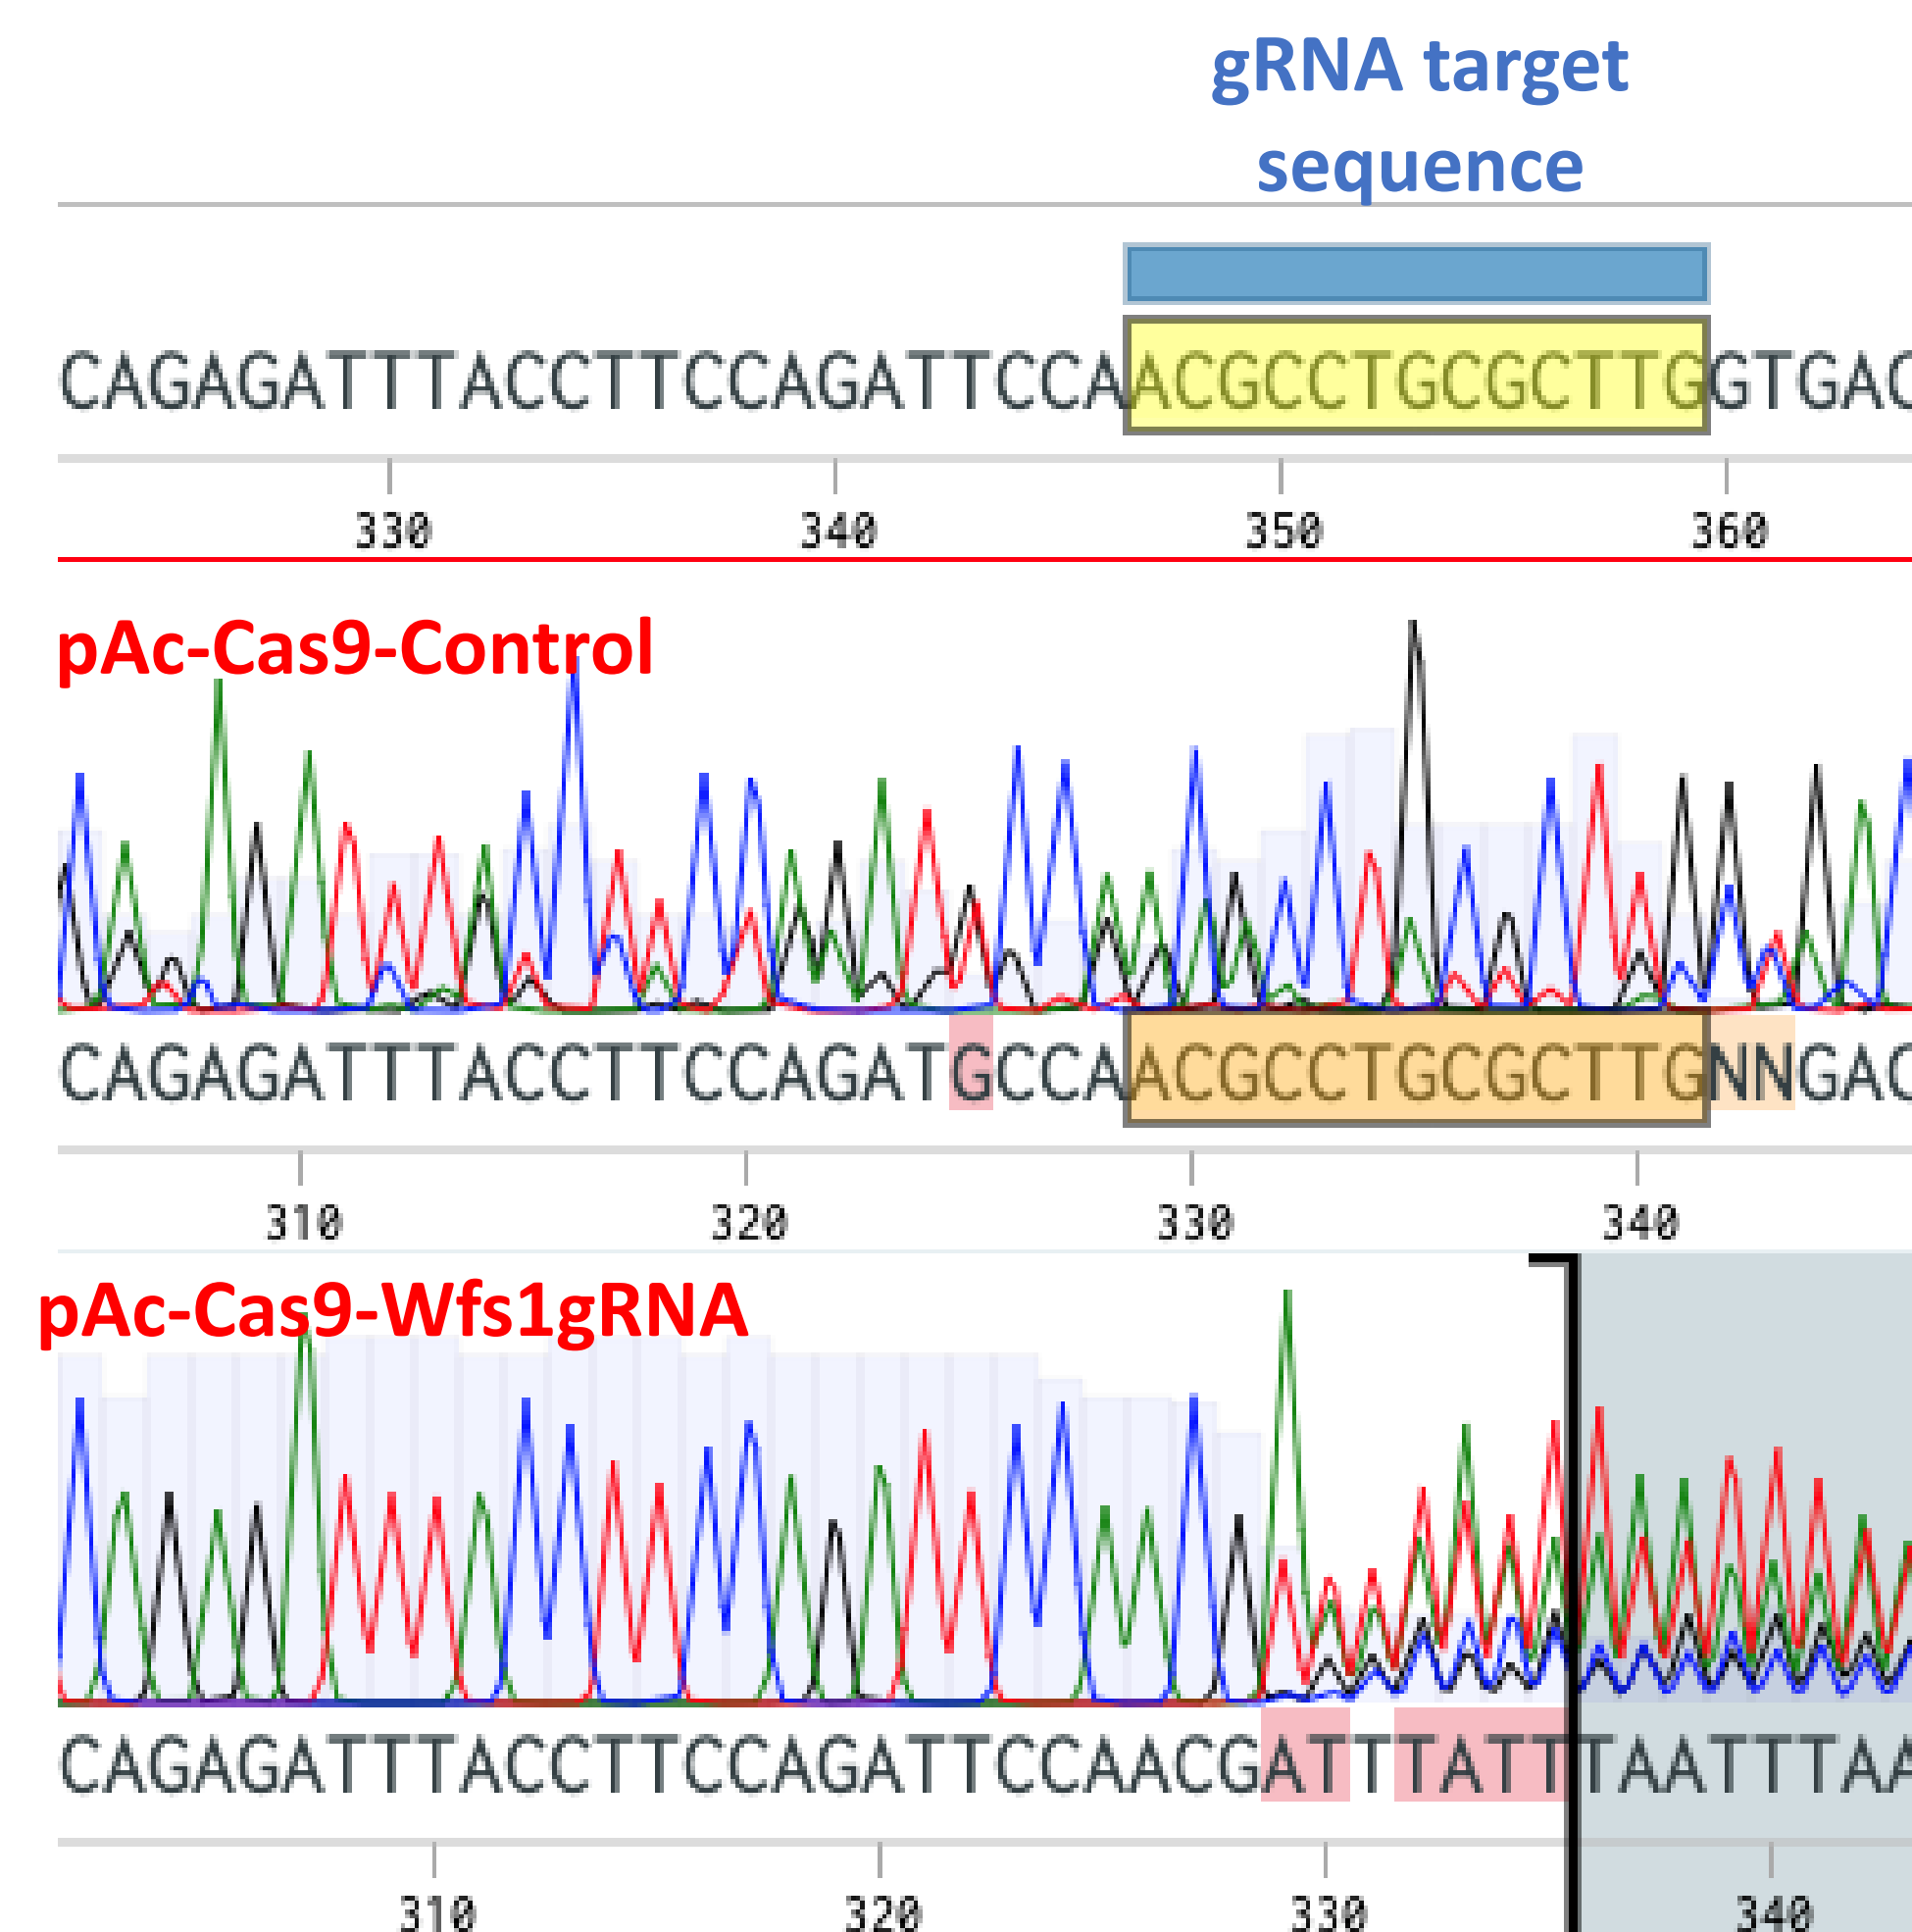 gRNA target
sequence
CAGAGATTTACCTTCCAGATTCCAACGCCTGCGCTTGGTGAC
330 340 350 360
pAc-Cas9-Control
CAGAGATTTACCTTCCAGATGCCAACGCCTGCGCTTGNNGAC
310 320 330 340
pAc-Cas9-Wfs1gRNA
CAGAGATTTACCTTCCAGATTCCAACGATTTATTTAATTTAA
310 320 330 340